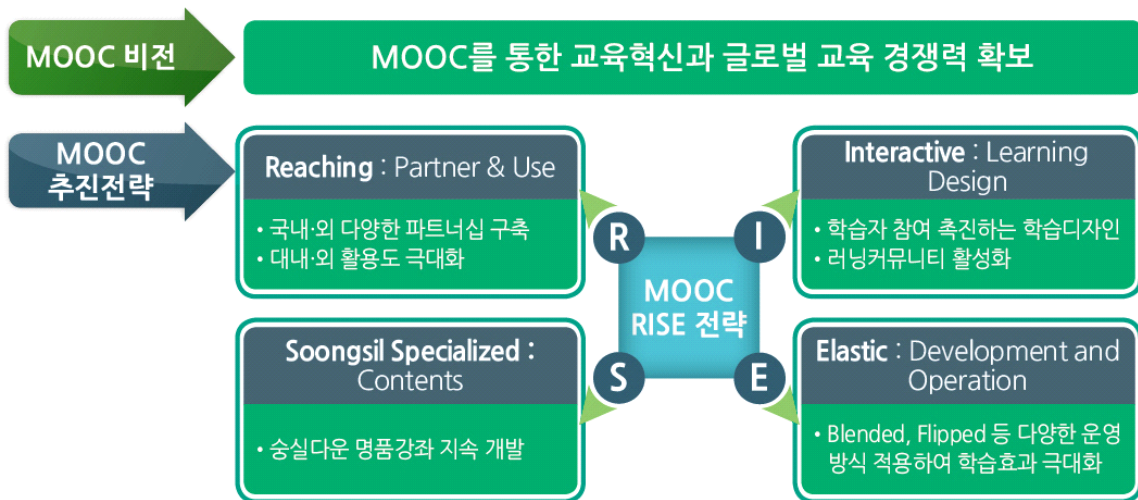 MOOC 비전
MOOC를 통한 교육혁신과 글로벌 교육 경쟁력 확보
MOOC
추진전략
Reaching : Partner & Use
• 국내·외 다양한 파트너십 구축
• 대내·외 활용도 극대화
Interactive : Learning
Design
• 학습자 참여 촉진하는 학습디자인
• 러닝커뮤니티 활성화
R
I
MOOC
RISE 전략
S
E
Soongsil Specialized :
Contents
• 숭실다운 명품강좌 지속 개발
Elastic : Development and
Operation
• Blended, Flipped 등 다양한 운영
방식 적용하여 학습효과 극대화